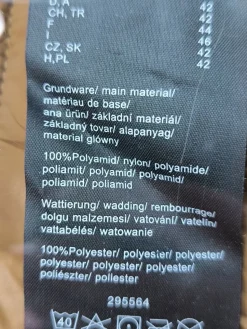 D, A 42
CH, TR 42
F 44
I 46
CZ, SK 42
H,PL 42
Grundware/ main material/
matériau de base/
ana ürün/ základní materiál/
základný tovar/ alapanyag/
materiał główny
100%Polyamid/ nylon/ polyamide/
poliamit/ polyamid/ polyamid/
poliamid/ poliamid
Wattierung/ wadding/ rembourrage/
dolgu malzemesi/ vatování/ vatelín/
vattabélés/ watowanie
100%Polyester/ polyester/ polyester/
polyester/ polyester/ polyester/
poliészter/ poliester
295564
40